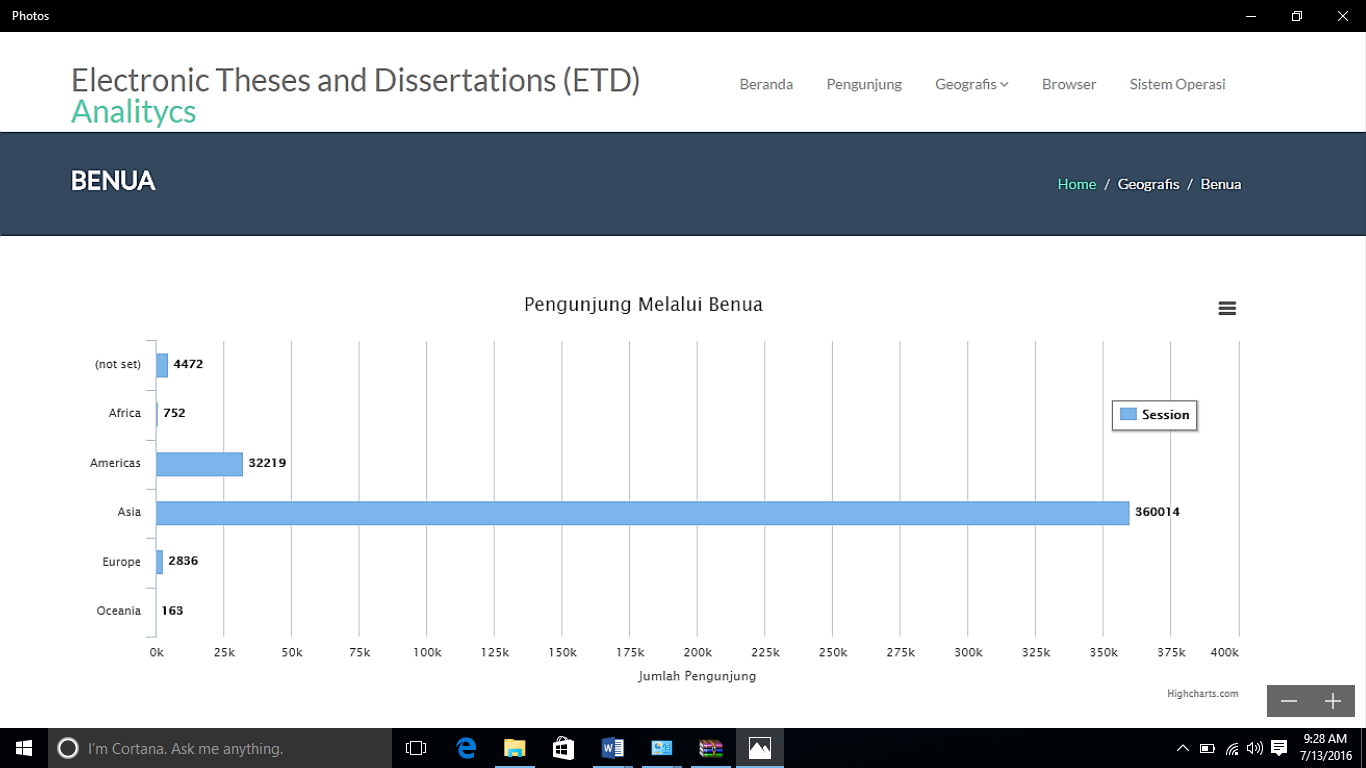 Photos
Electronic Theses and Dissertations (ETD)
Analitycs
Beranda Pengunjung Geografis Browser Sistem Operasi
BENUA
Home / Geografis / Benua
Pengunjung Melalui Benua
(not set) 4472
Africa 752
Session
Americas 32219
Asia 360014
Europe 2836
Oceania 163
0k 25k 50k 75k 100k 125k 150k 175k 200k 225k 250k 275k 300k 325k 350k 375k 400k
Jumlah Pengunjung
Highcharts.com
I'm Cortana. Ask me anything.
9:28 AM
7/13/2016